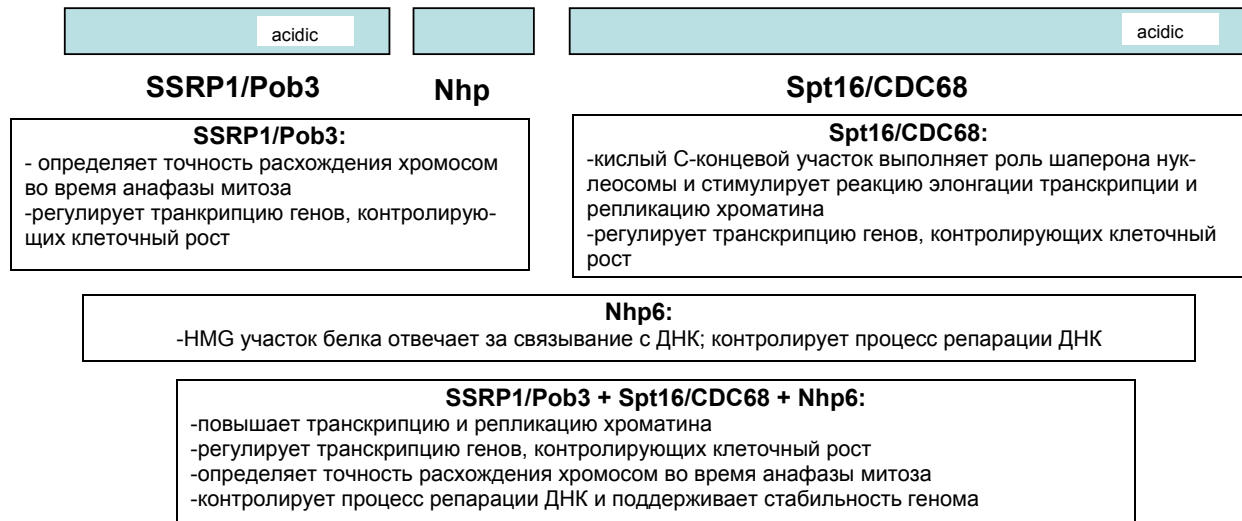 acidic
acidic
SSRP1/Pob3
Nhp
Spt16/CDC68
SSRP1/Pob3:
- определяет точность расхождения хромосом
во время анафазы митоза
-регулирует транкрипцию генов, контролирую-
щих клеточный рост
Spt16/CDC68:
-кислый С-концевой участок выполняет роль шаперона нук-
леосомы и стимулирует реакцию элонгации транскрипции и
репликацию хроматина
-регулирует транскрипцию генов, контролирующих клеточный
рост
Nhp6:
-HMG участок белка отвечает за связывание с ДНК; контролирует процесс репарации ДНК
SSRP1/Pob3 + Spt16/CDC68 + Nhp6:
-повышает транскрипцию и репликацию хроматина
-регулирует транскрипцию генов, контролирующих клеточный рост
-определяет точность расхождения хромосом во время анафазы митоза
-контролирует процесс репарации ДНК и поддерживает стабильность генома